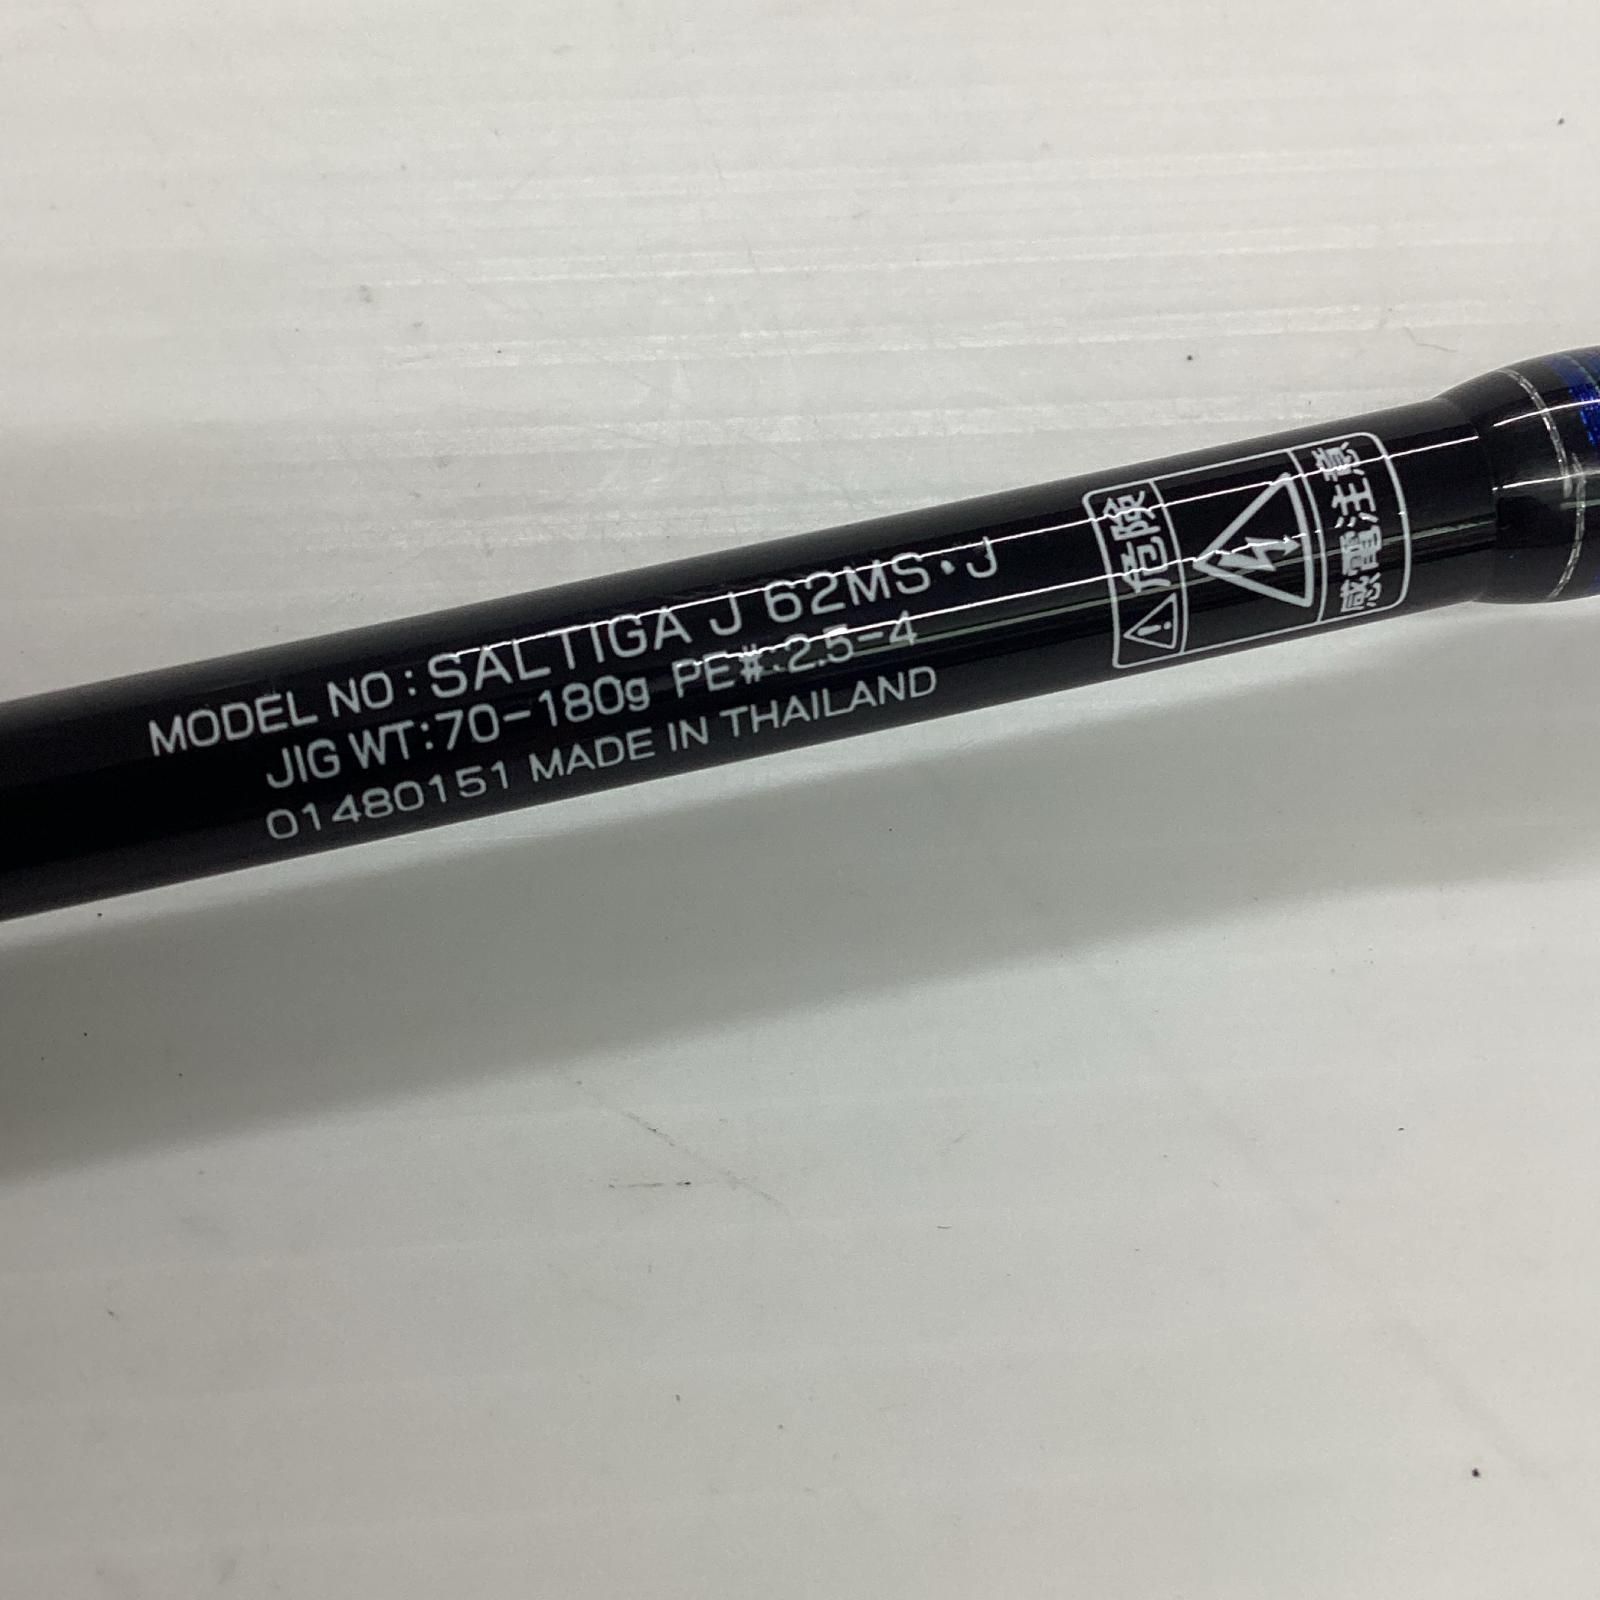 MODEL NO:SALTIGA J 62MS・J
JIG WT:70-180g PE#:2.5-4
01480151 MADE IN THAILAND
危険
感電注意